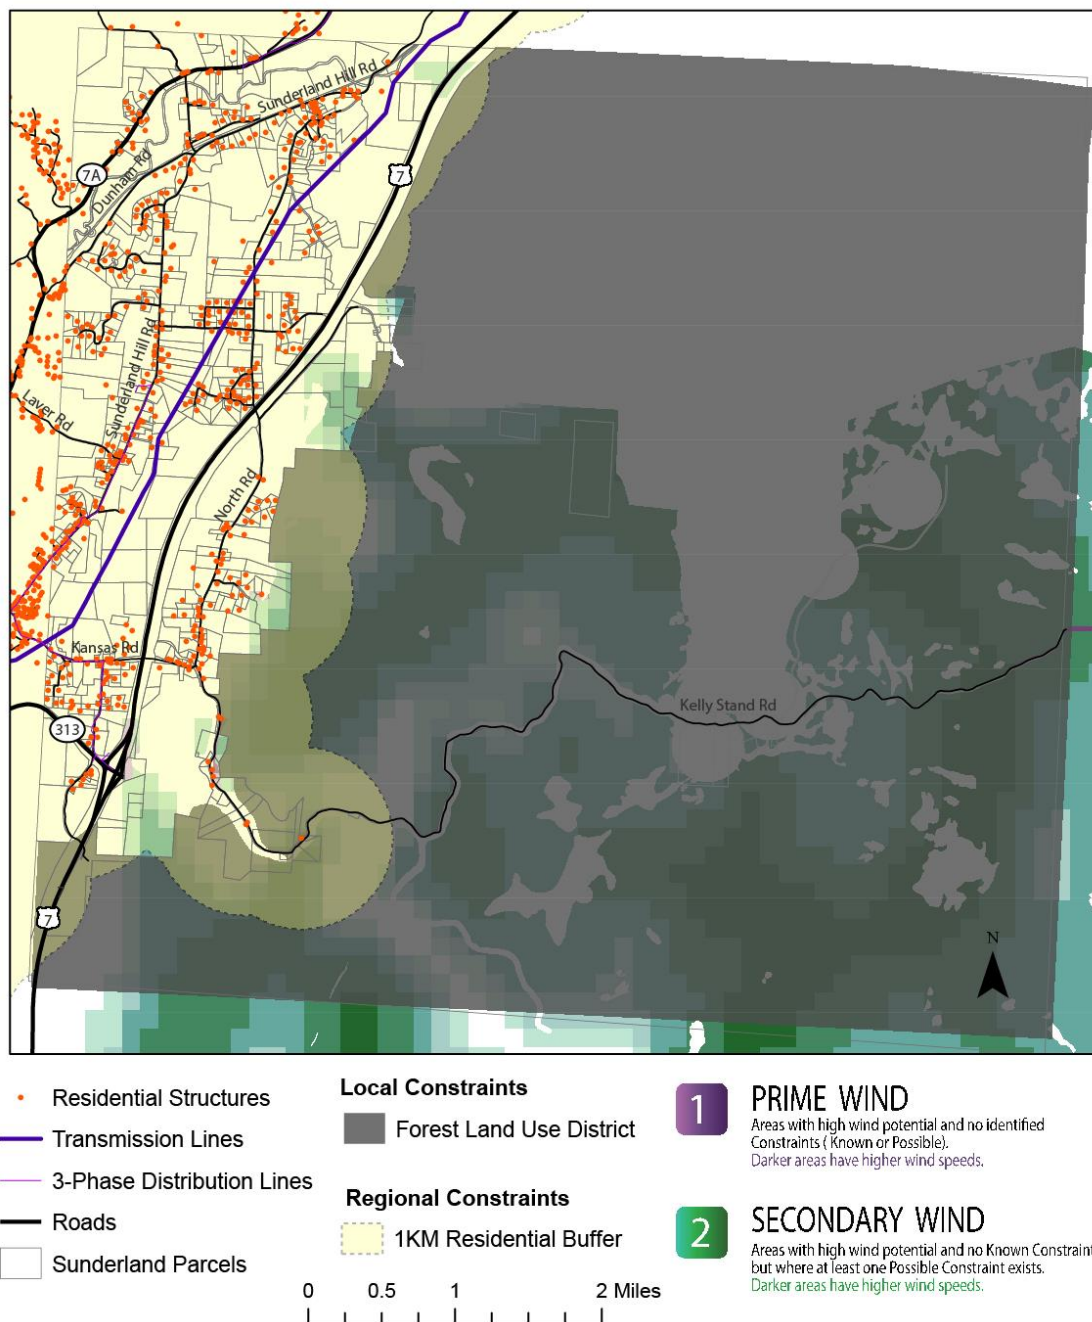 Sunderland Hill Rd
7A
Dunham Rd
7
Sunderland Hill Rd
Laver Rd
North Rd
Kansas Rd
Kelly Stand Rd
313
7
N
Residential Structures
Transmission Lines
3-Phase Distribution Lines
Roads
Sunderland Parcels
Local Constraints
Forest Land Use District
Regional Constraints
1KM Residential Buffer
0 0.5 1 2 Miles
1
PRIME WIND
Areas with high wind potential and no identified
Constraints ( Known or Possible).
Darker areas have higher wind speeds.
2
SECONDARY WIND
Areas with high wind potential and no Known Constraint
but where at least one Possible Constraint exists.
Darker areas have higher wind speeds.